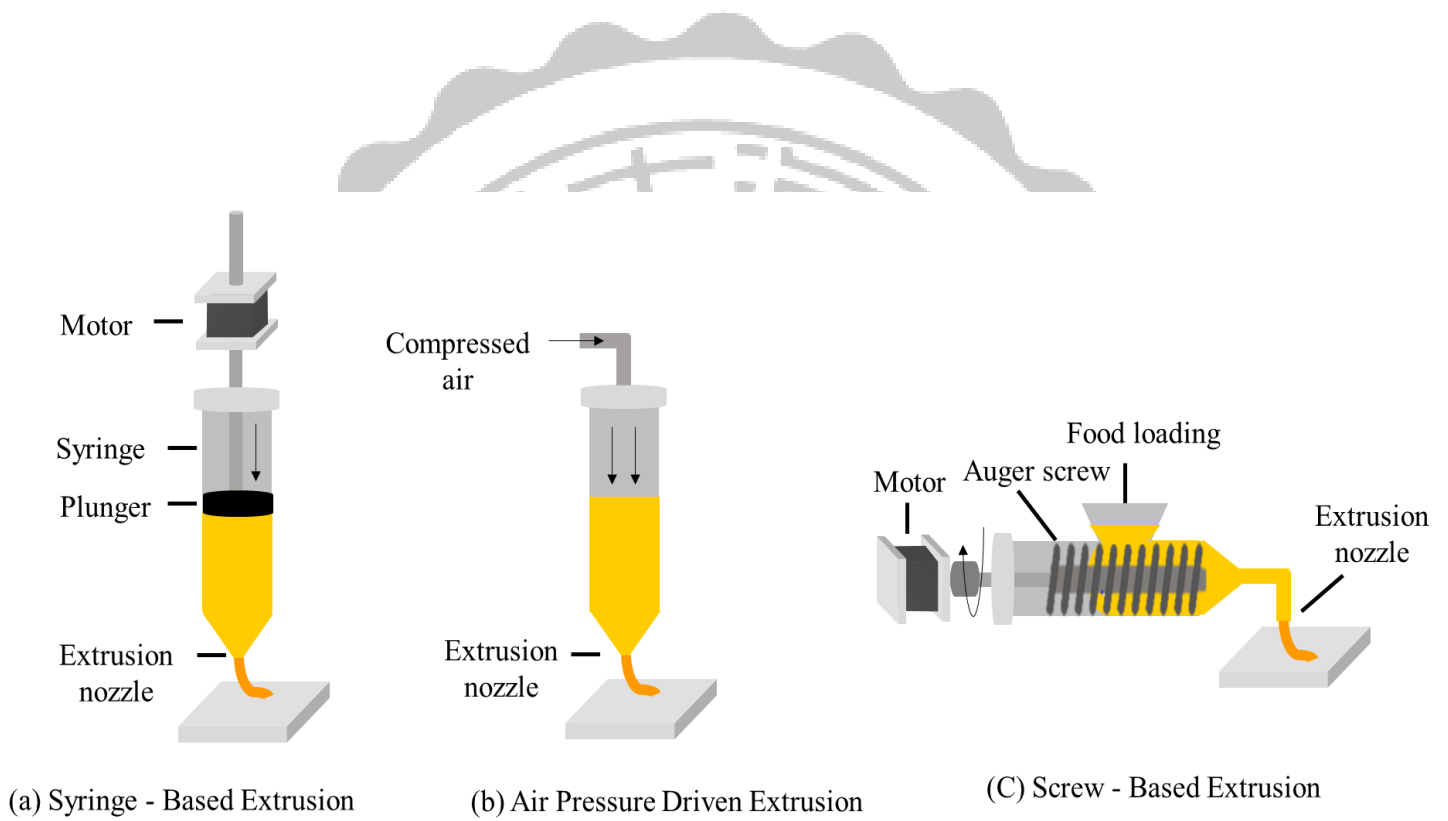 Motor
Syringe
Plunger
Extrusion
nozzle
(a) Syringe - Based Extrusion
Compressed
air
Extrusion
nozzle
(b) Air Pressure Driven Extrusion
Food loading
Auger screw
Motor
Extrusion
nozzle
(C) Screw - Based Extrusion